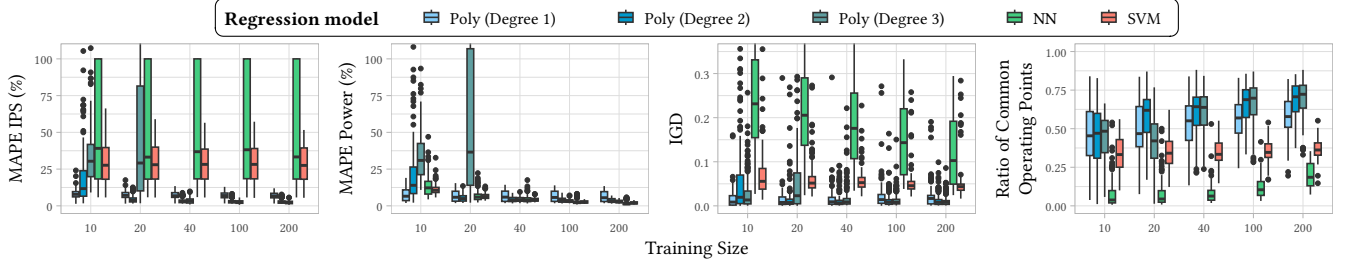 Regression model Poly (Degree 1) Poly (Degree 2) Poly (Degree 3) NN SVM
MAPE IPS (%)
100
75
50
25
0
10 20 40 100 200
MAPE Power (%)
100
75
50
25
0
10 20 40 100 200
IGD
0.3
0.2
0.1
0.0
10 20 40 100 200
Ratio of Common
Operating Points
1.00
0.75
0.50
0.25
0.00
10 20 40 100 200
Training Size